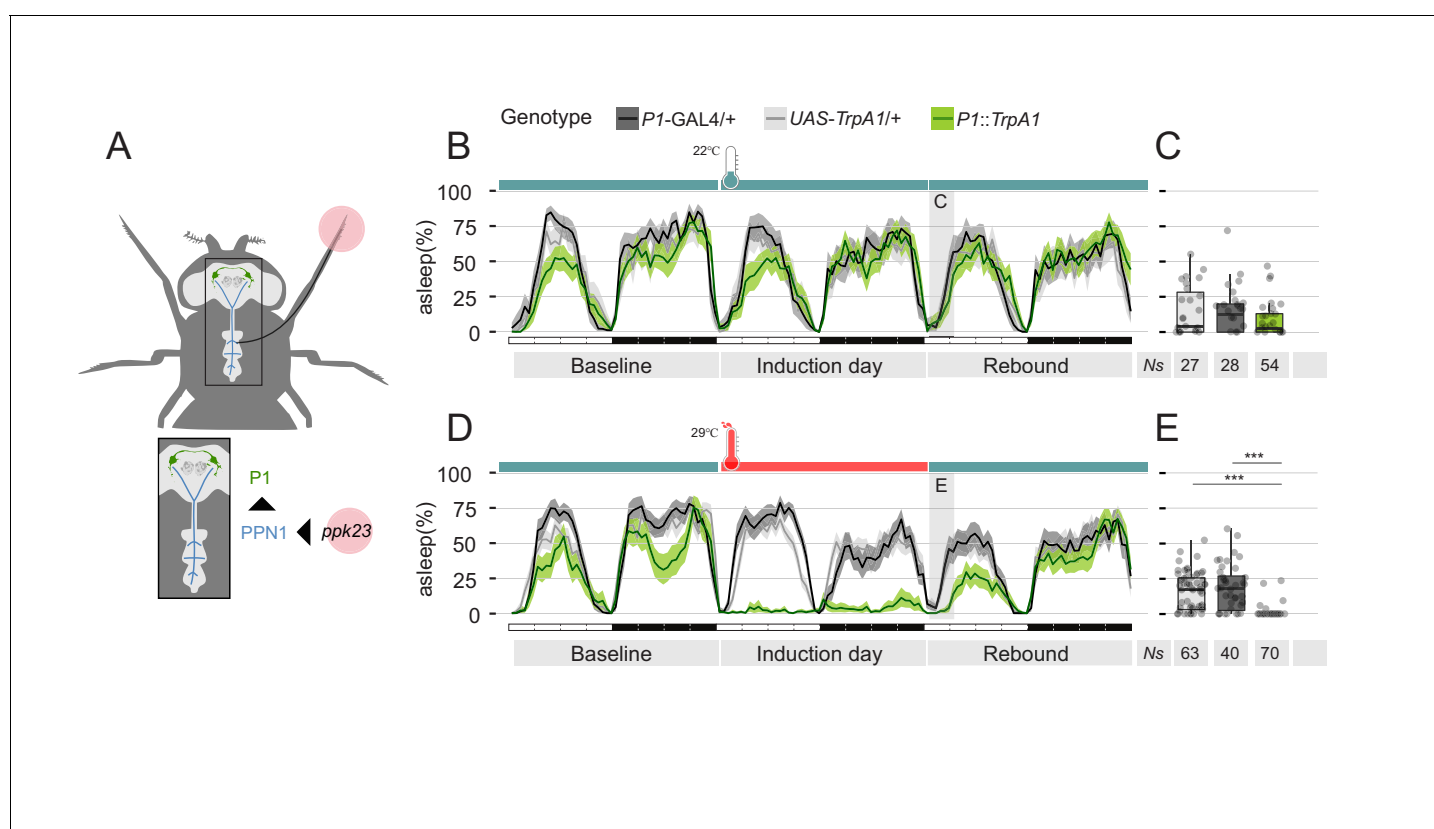 Genotype P1-GAL4/+ UAS-TrpA1/+ P1::TrpA1
A
P1
PPN1 ppk23
B
22℃
100
75
50
25
0
asleep(%)
C
Baseline Induction day Rebound
C
Ns 27 28 54
D
29℃
100
75
50
25
0
asleep(%)
E
Baseline Induction day Rebound
E
***
***
Ns 63 40 70